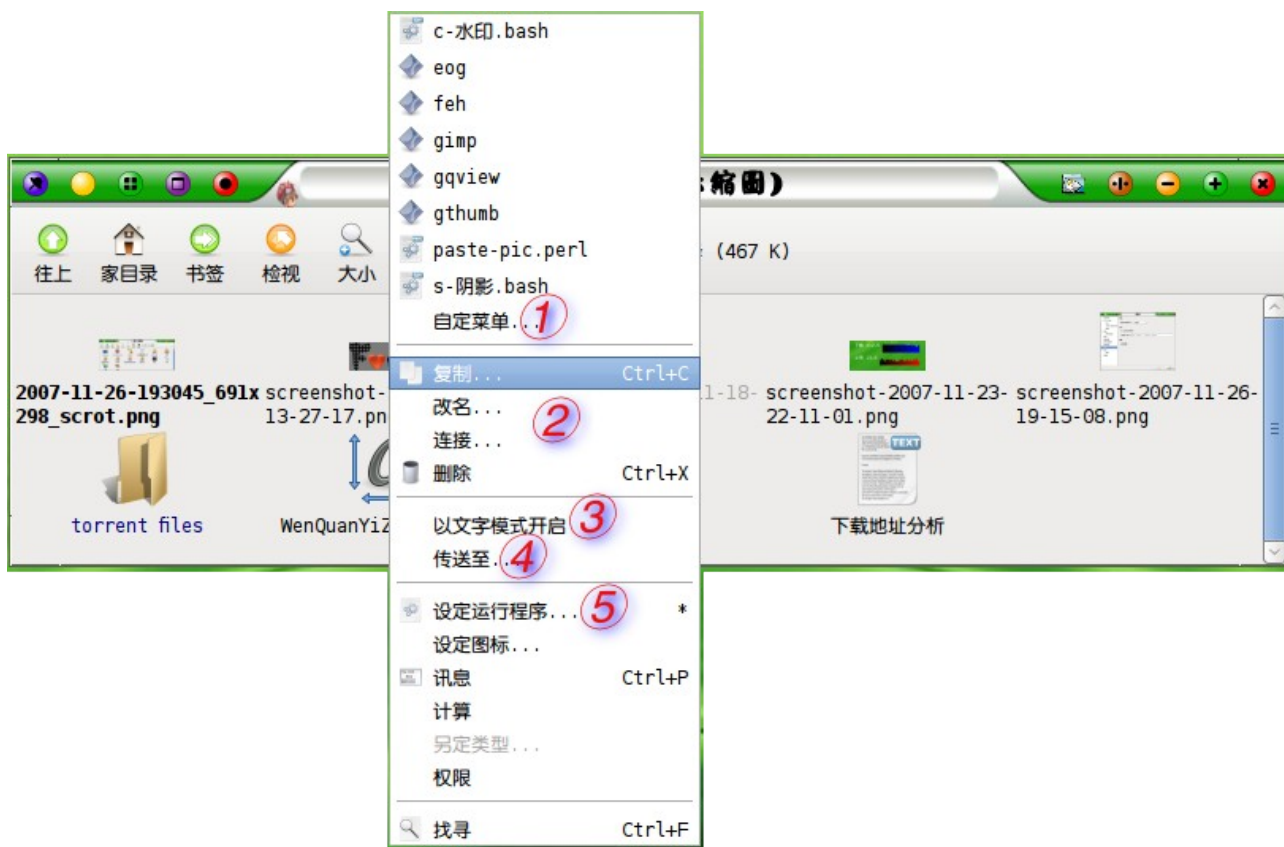 c-水印.bash
eog
feh
gimp
gqview
gthumb
paste-pic.perl
s-阴影.bash
自定菜单...
1
复制... Ctrl+C
改名...
2
连接...
删除 Ctrl+X
以文字模式开启
3
传送至...
4
设定运行程序... *
5
设定图标...
讯息 Ctrl+P
计算
另定类型...
权限
找寻 Ctrl+F
缩图)
往上 家目录 书签 检视 大小
(467 K)
2007-11-26-193045_691x
298_scrot.png
screenshot-
13-27-17.pn
11-18-
screenshot-2007-11-23-
22-11-01.png
screenshot-2007-11-26-
19-15-08.png
torrent files
WenQuanYiZ
TEXT
下载地址分析